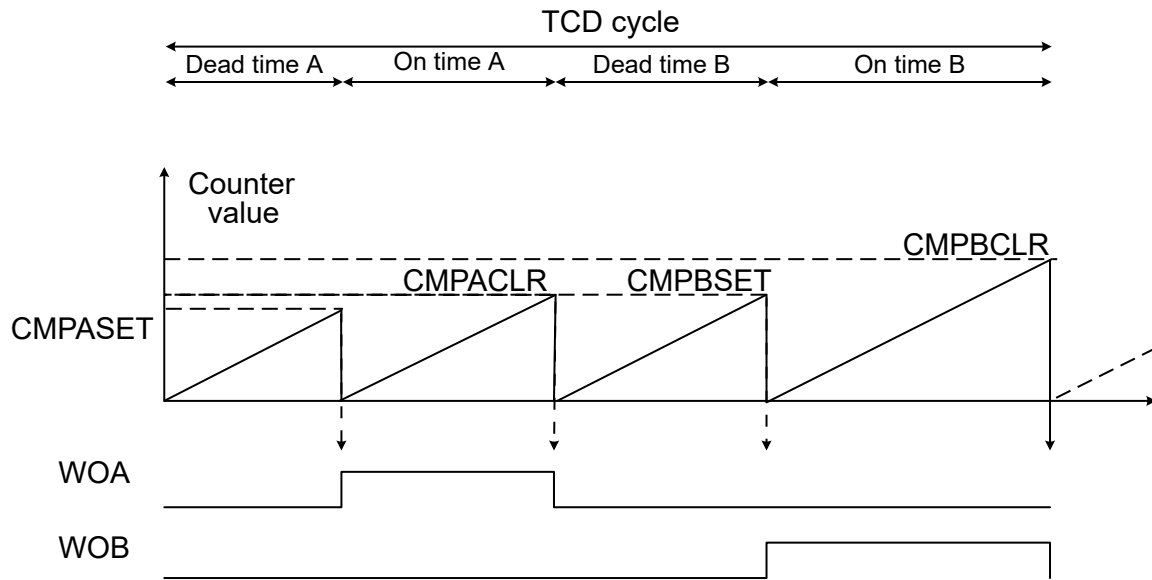 TCD cycle
Dead time A
On time A
Dead time B
On time B
Counter
value
CMPBCLR
CMPACLR
CMPBSET
CMPASET
WOA
WOB